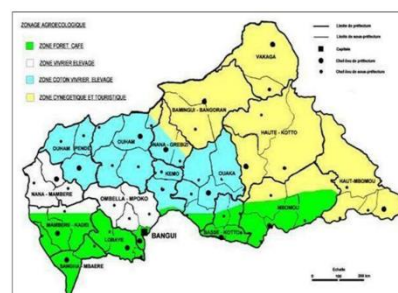 ZONAGE AGROECOLOGIQUE
ZONE FORET CAFE
ZONE VIVRIER ELEVAGE
ZONE COTON VIVRIER ELEVAGE
ZONE CYNEGETIQUE ET TOURISTIQUE
Limite de préfecture
Limite de sous-préfecture
Capitale
Chef-lieu de préfecture
Chef-lieu de sous-préfecture
VAKAGA
BAMINGUI - BANGORAN
HAUTE - KOTTO
OUHAM
PENDE
OUHAM
NANA - GREBIZI
HAUT-MBOMOU
KEMO
OUAKA
NANA - MAMBERE
OMBELLA - MPOKO
MBOMOU
MAMBERE - KADEI
BASSE - KOTTO
BANGUI
LOBAYE
SANGHA - MBAERE
Echelle